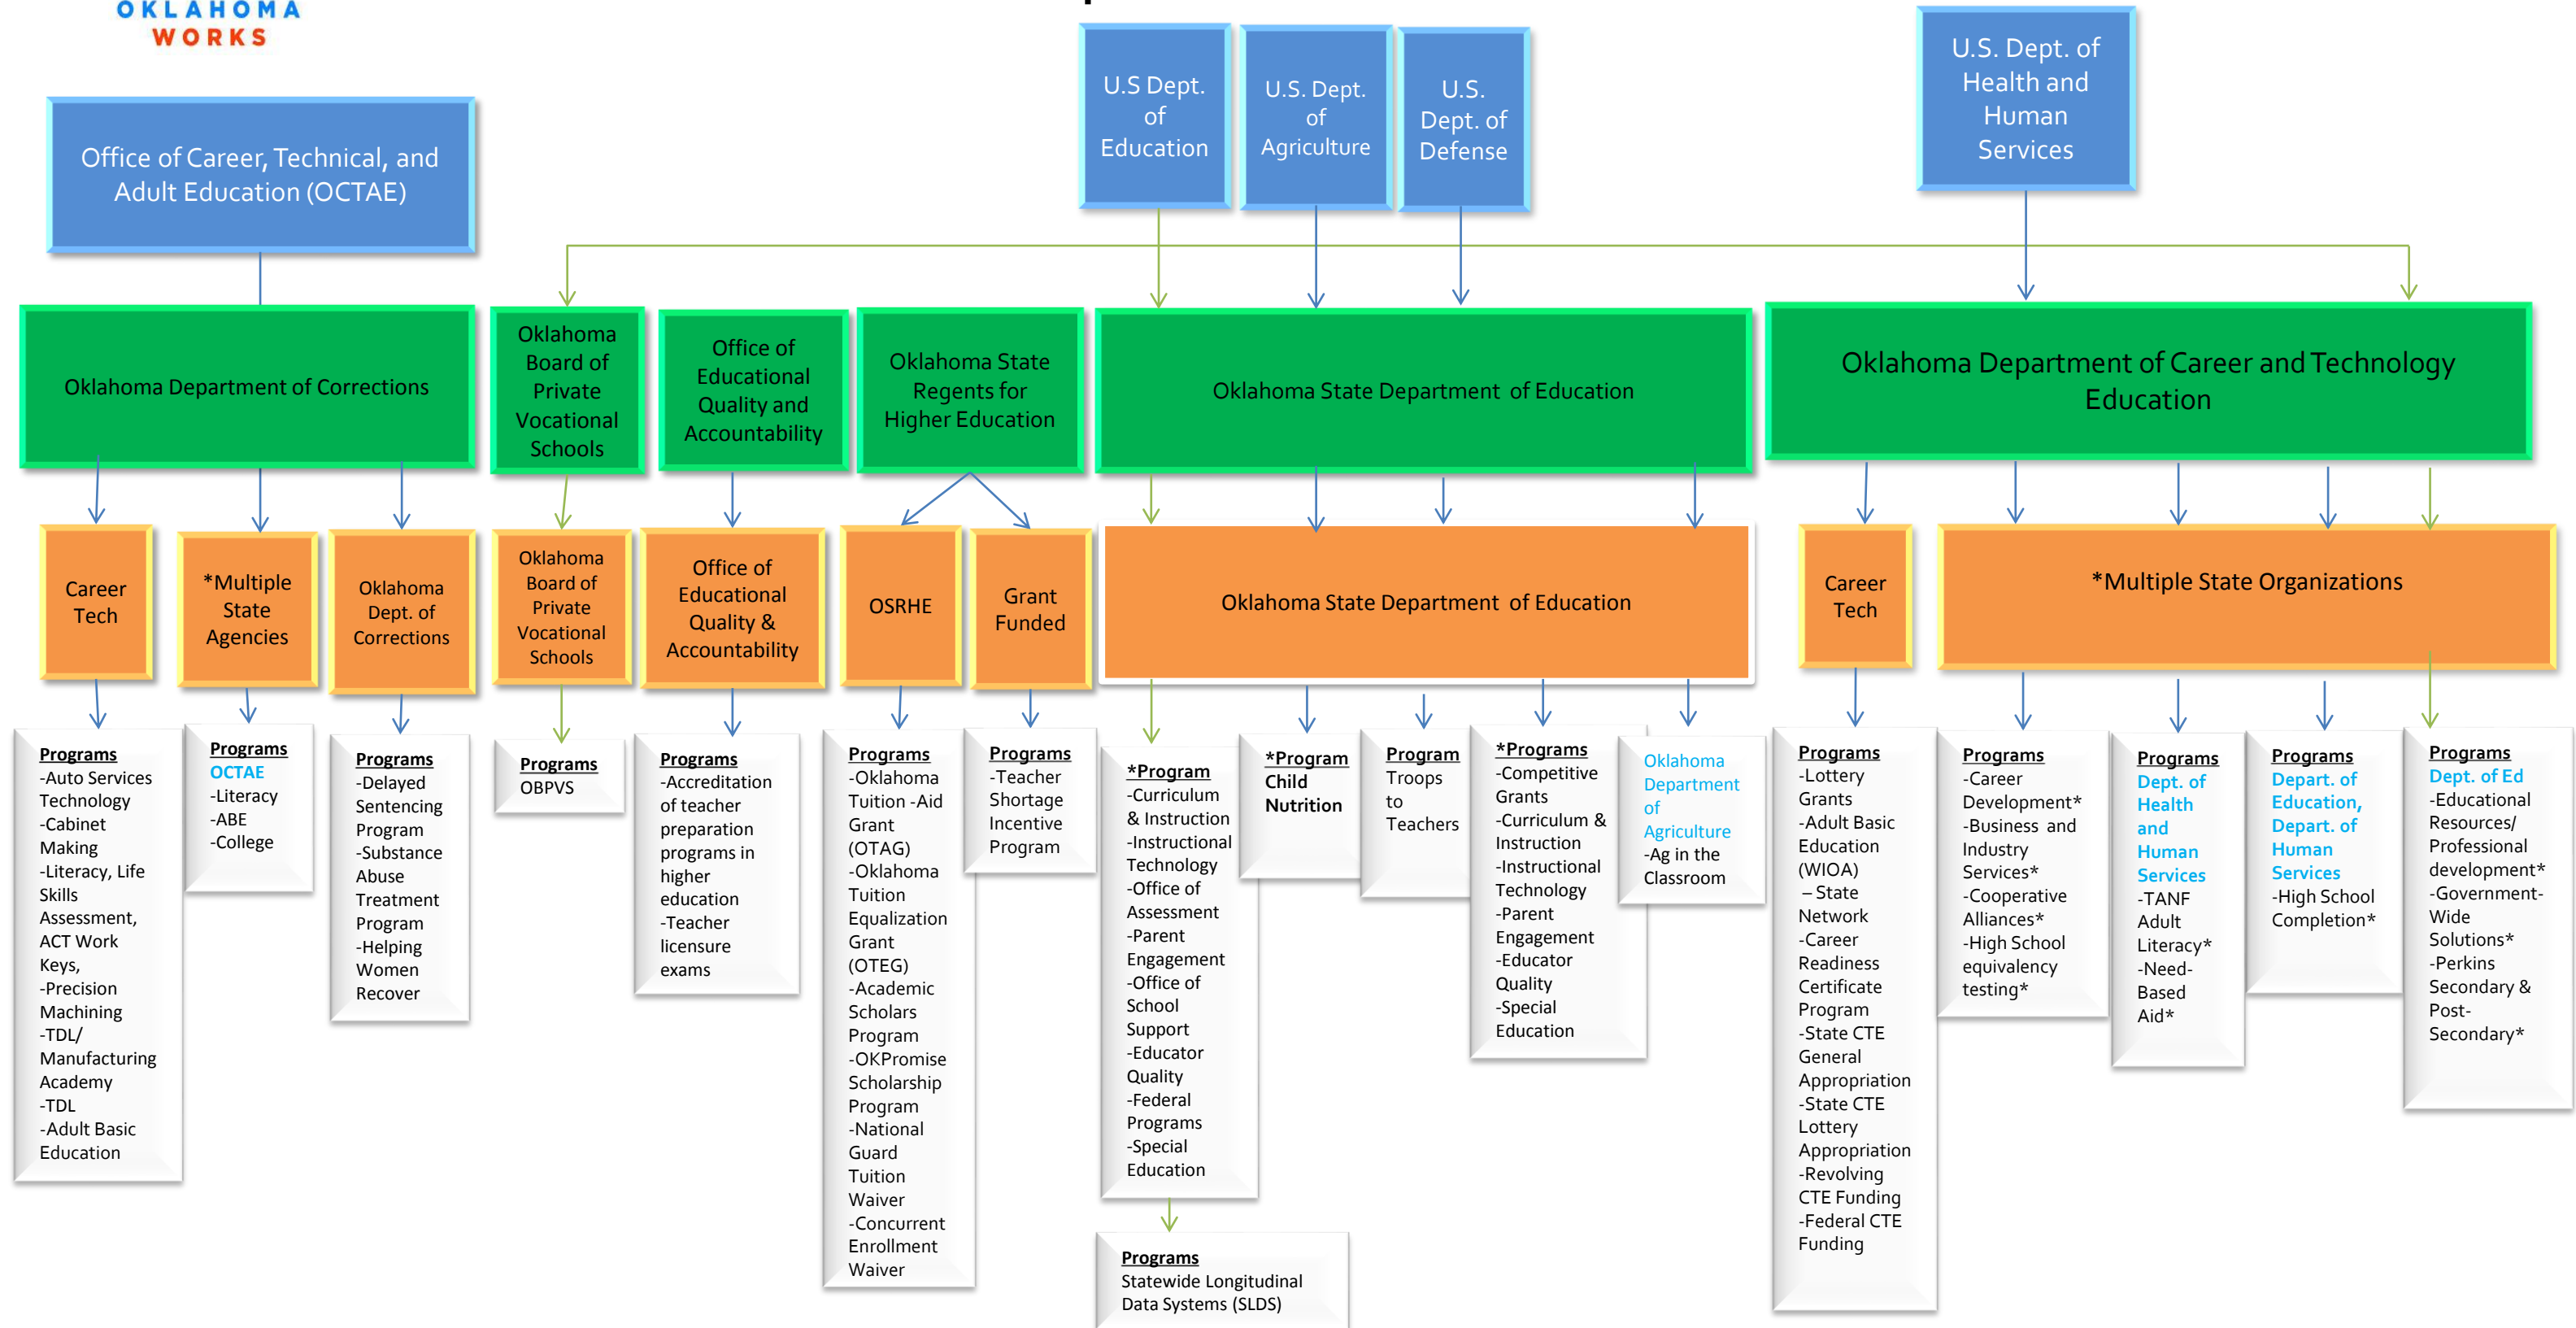 OKLAHOMA
WORKS
Office of Career, Technical, and
Adult Education (OCTAE)
U.S Dept.
of
Education
U.S. Dept.
of
Agriculture
U.S.
Dept. of
Defense
U.S. Dept. of
Health and
Human
Services
Oklahoma Department of Corrections
Oklahoma
Board of
Private
Vocational
Schools
Office of
Educational
Quality and
Accountability
Oklahoma State
Regents for
Higher Education
Oklahoma State Department of Education
Oklahoma Department of Career and Technology
Education
Career
Tech
*Multiple
State
Agencies
Oklahoma
Dept. of
Corrections
Oklahoma
Board of
Private
Vocational
Schools
Office of
Educational
Quality &
Accountability
OSRHE
Grant
Funded
Oklahoma State Department of Education
Career
Tech
*Multiple State Organizations
Programs
-Auto Services
Technology
-Cabinet
Making
-Literacy, Life
Skills
Assessment,
ACT Work
Keys,
-Precision
Machining
-TDL/
Manufacturing
Academy
-TDL
-Adult Basic
Education
Programs
OCTAE
-Literacy
-ABE
-College
Programs
-Delayed
Sentencing
Program
-Substance
Abuse
Treatment
Program
-Helping
Women
Recover
Programs
OBPVS
Programs
-Accreditation
of teacher
preparation
programs in
higher
education
-Teacher
licensure
exams
Programs
-Oklahoma
Tuition -Aid
Grant
(OTAG)
-Oklahoma
Tuition
Equalization
Grant
(OTEG)
-Academic
Scholars
Program
-OKPromise
Scholarship
Program
-National
Guard
Tuition
Waiver
-Concurrent
Enrollment
Waiver
Programs
-Teacher
Shortage
Incentive
Program
*Program
-Curriculum
& Instruction
-Instructional
Technology
-Office of
Assessment
-Parent
Engagement
-Office of
School
Support
-Educator
Quality
-Federal
Programs
-Special
Education
Programs
Statewide Longitudinal
Data Systems (SLDS)
*Program
Child
Nutrition
Program
Troops
to
Teachers
*Programs
-Competitive
Grants
-Curriculum &
Instruction
-Instructional
Technology
-Parent
Engagement
-Educator
Quality
-Special
Education
Oklahoma
Department
of
Agriculture
-Ag in the
Classroom
Programs
-Lottery
Grants
-Adult Basic
Education
(WIOA)
– State
Network
-Career
Readiness
Certificate
Program
-State CTE
General
Appropriation
-State CTE
Lottery
Appropriation
-Revolving
CTE Funding
-Federal CTE
Funding
Programs
-Career
Development*
-Business and
Industry
Services*
-Cooperative
Alliances*
-High School
equivalency
testing*
Programs
Dept. of
Health
and
Human
Services
-TANF
Adult
Literacy*
-Need-
Based
Aid*
Programs
Depart. of
Education,
Depart. of
Human
Services
-High School
Completion*
Programs
Dept. of Ed
-Educational
Resources/
Professional
development*
-Government-
Wide
Solutions*
-Perkins
Secondary &
Post-
Secondary*